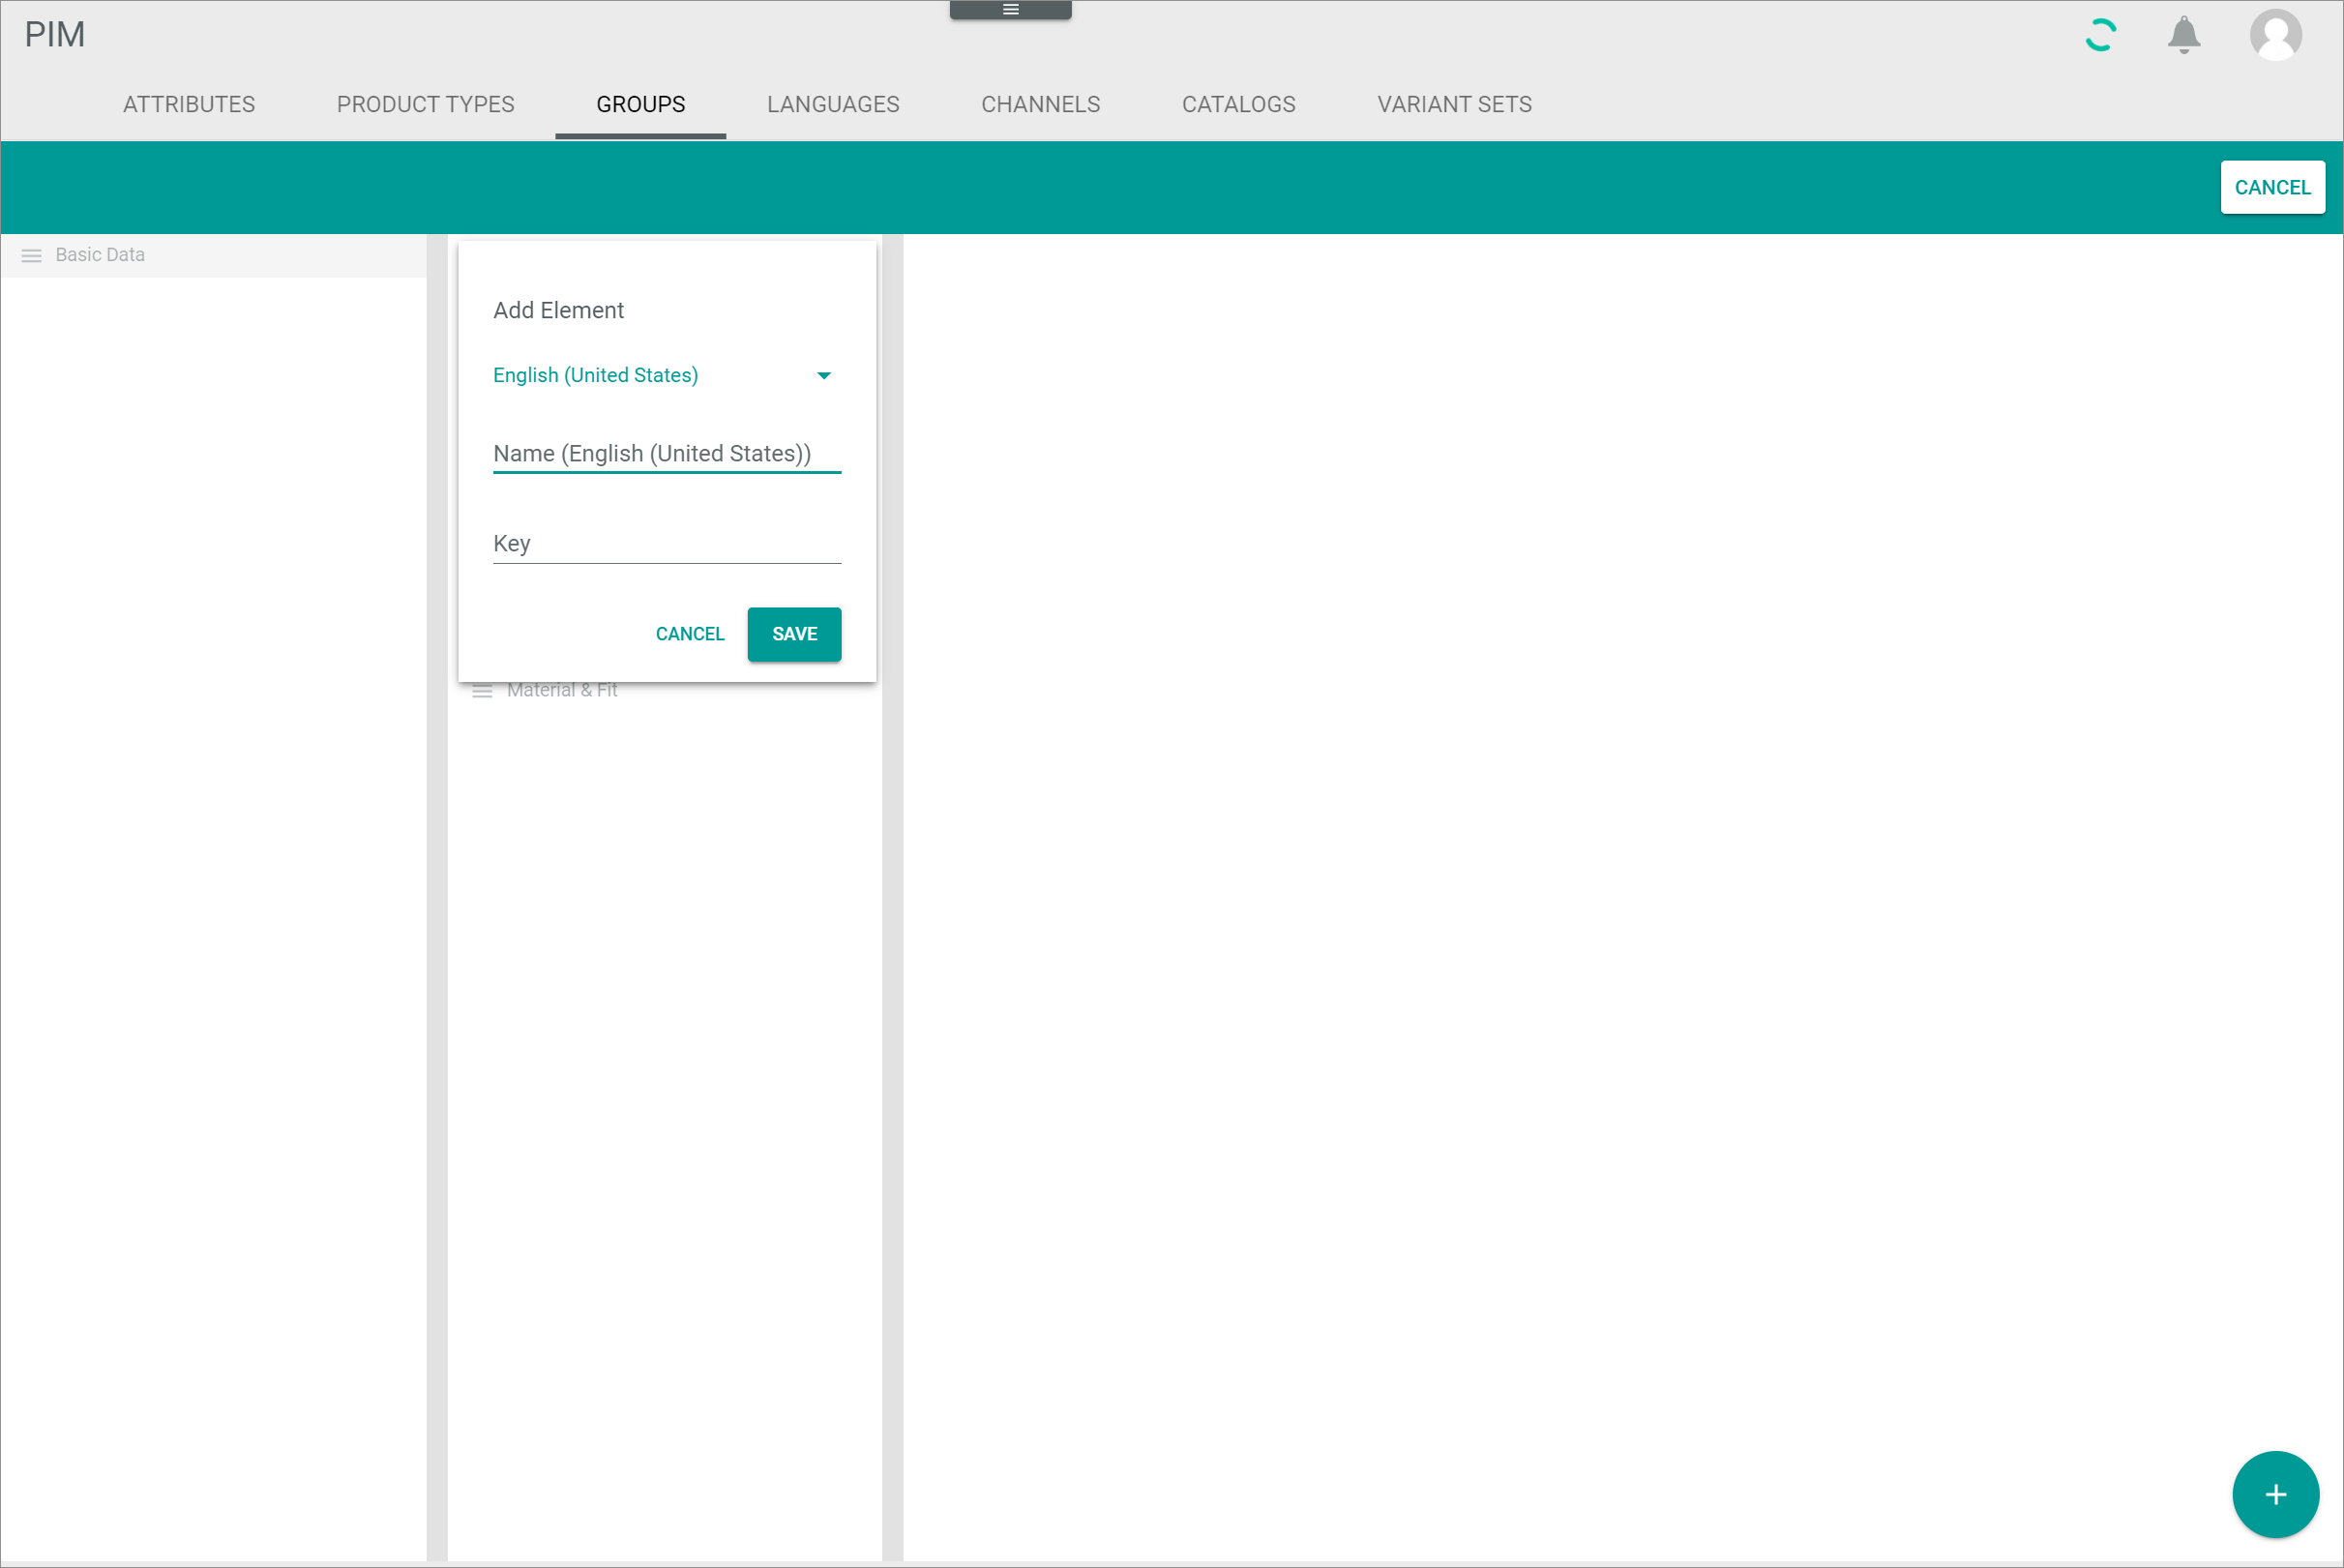 PIM
ATTRIBUTES PRODUCT TYPES GROUPS LANGUAGES CHANNELS CATALOGS VARIANT SETS
CANCEL
Basic Data
Add Element
English (United States)
Name (English (United States))
Key
CANCEL SAVE
Material & Fit